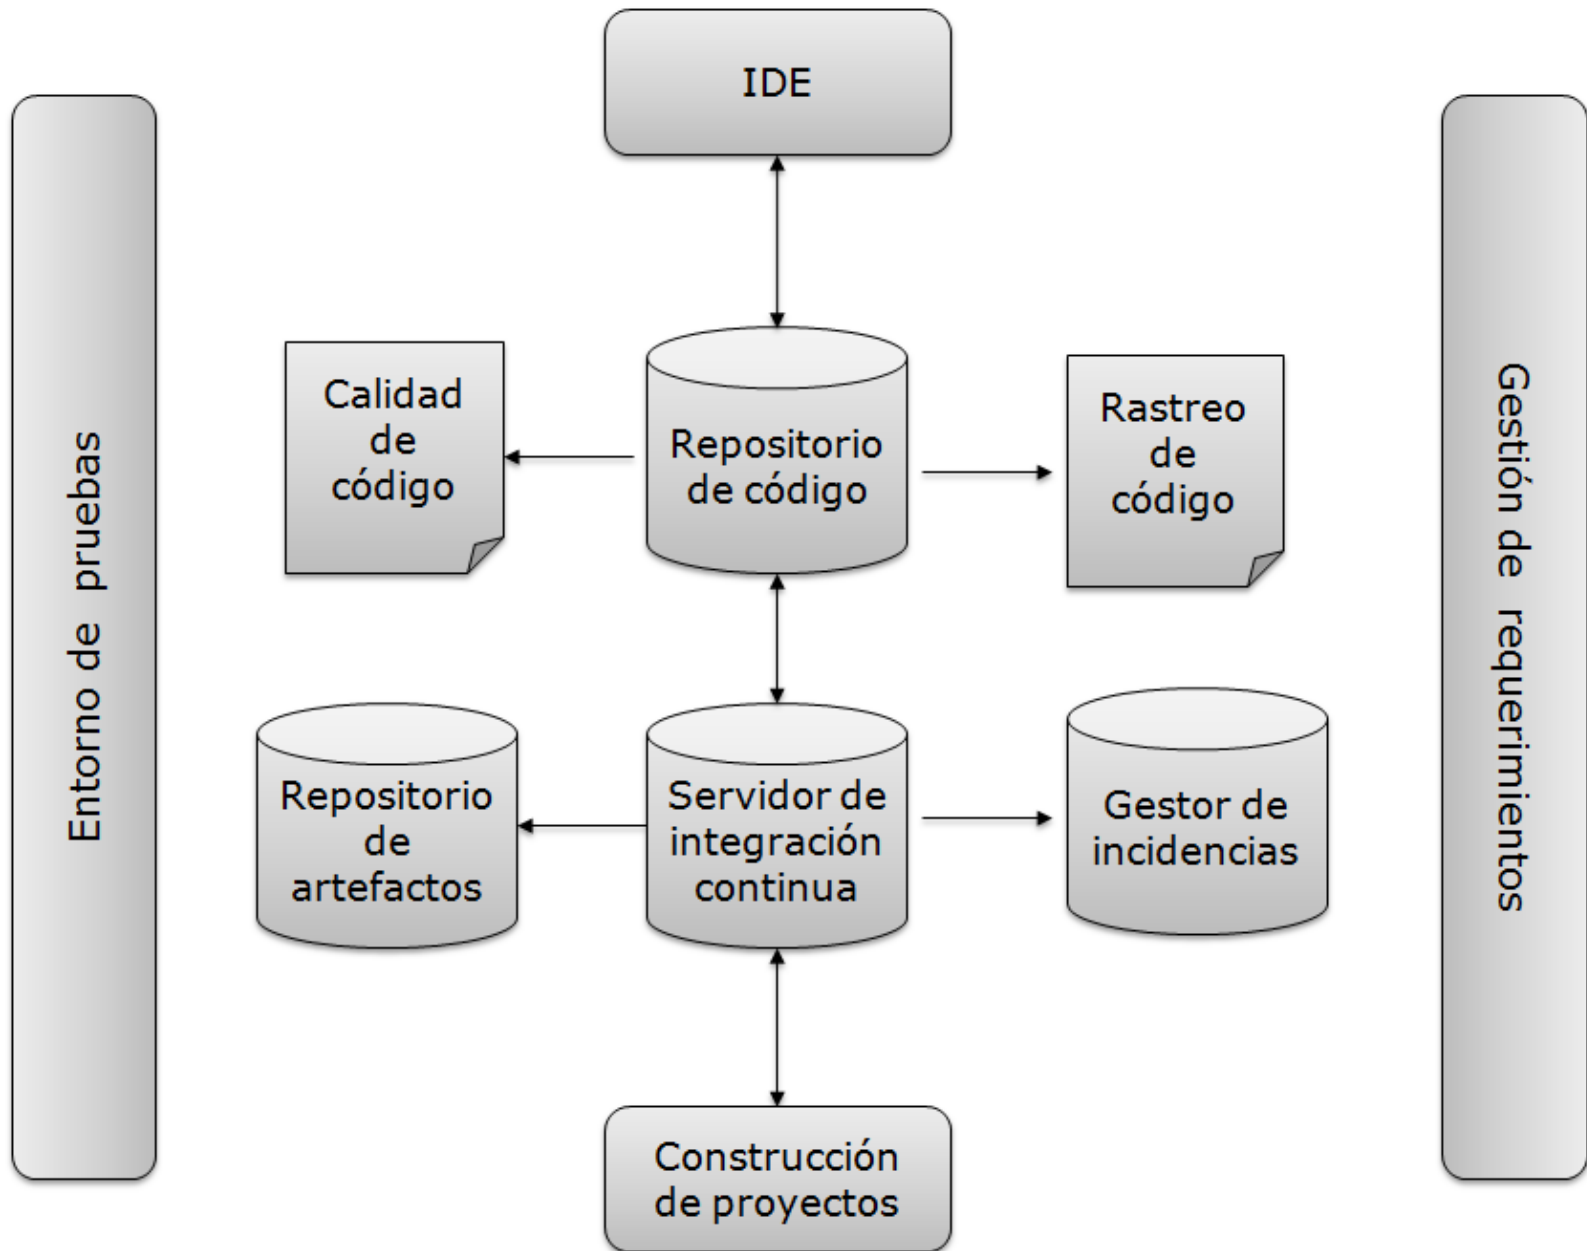 IDE
Entorno de pruebas
Calidad
de
código
Repositorio
de código
Rastreo
de
código
Gestión de requerimientos
Repositorio
de
artefactos
Servidor de
integración
continua
Gestor de
incidencias
Construcción
de proyectos